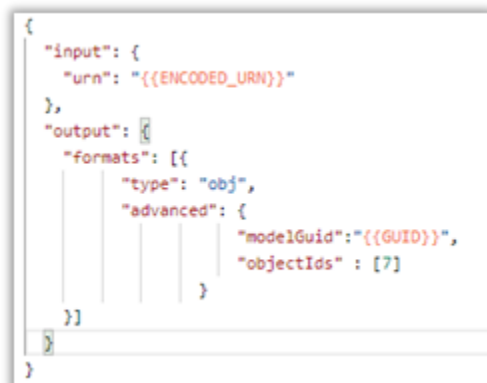 {
"input": {
"urn": "{{ENCODED_URN}}"
},
"output": {
"formats": [{
"type": "obj",
"advanced": {
"modelGuid":"{{GUID}}",
"objectIds" : [7]
}
}]
}
}